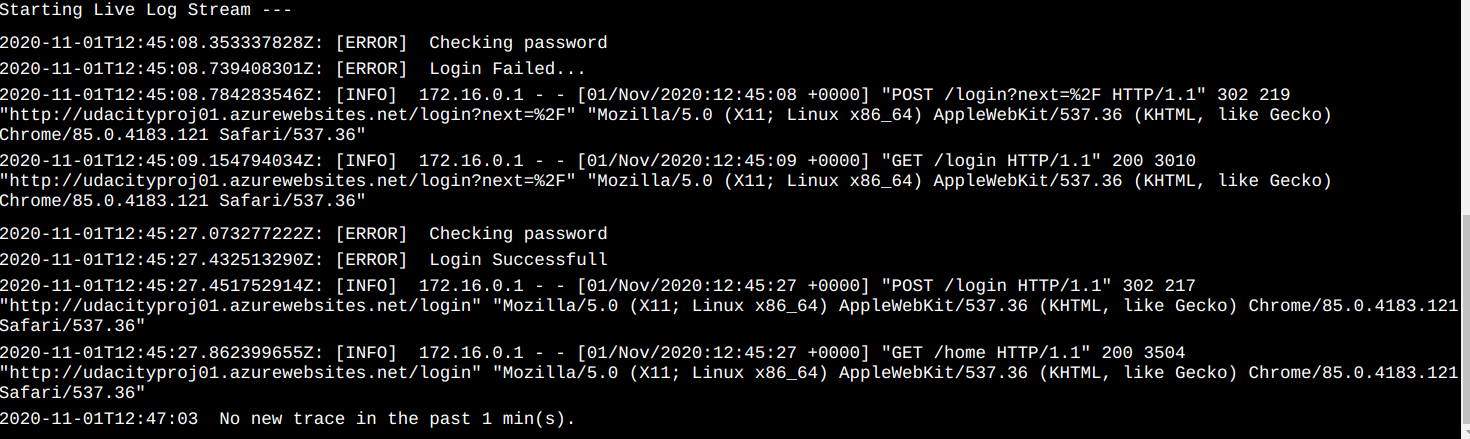 Starting Live Log Stream ---
2020-11-01T12:45:08.353337828Z: [ERROR]  Checking password
2020-11-01T12:45:08.739408301Z: [ERROR]  Login Failed...
2020-11-01T12:45:08.784283546Z: [INFO]  172.16.0.1 - - [01/Nov/2020:12:45:08 +0000] "POST /login?next=%2F HTTP/1.1" 302 219
"http://udacityproj01.azurewebsites.net/login?next=%2F" "Mozilla/5.0 (X11; Linux x86_64) AppleWebKit/537.36 (KHTML, like Gecko)
Chrome/85.0.4183.121 Safari/537.36"
2020-11-01T12:45:09.154794034Z: [INFO]  172.16.0.1 - - [01/Nov/2020:12:45:09 +0000] "GET /login HTTP/1.1" 200 3010
"http://udacityproj01.azurewebsites.net/login?next=%2F" "Mozilla/5.0 (X11; Linux x86_64) AppleWebKit/537.36 (KHTML, like Gecko)
Chrome/85.0.4183.121 Safari/537.36"
2020-11-01T12:45:27.073277222Z: [ERROR]  Checking password
2020-11-01T12:45:27.432513290Z: [ERROR]  Login Successfull
2020-11-01T12:45:27.451752914Z: [INFO]  172.16.0.1 - - [01/Nov/2020:12:45:27 +0000] "POST /login HTTP/1.1" 302 217
"http://udacityproj01.azurewebsites.net/login" "Mozilla/5.0 (X11; Linux x86_64) AppleWebKit/537.36 (KHTML, like Gecko) Chrome/85.0.4183.121
Safari/537.36"
2020-11-01T12:45:27.862399655Z: [INFO]  172.16.0.1 - - [01/Nov/2020:12:45:27 +0000] "GET /home HTTP/1.1" 200 3504
"http://udacityproj01.azurewebsites.net/login" "Mozilla/5.0 (X11; Linux x86_64) AppleWebKit/537.36 (KHTML, like Gecko) Chrome/85.0.4183.121
Safari/537.36"
2020-11-01T12:47:03  No new trace in the past 1 min(s).